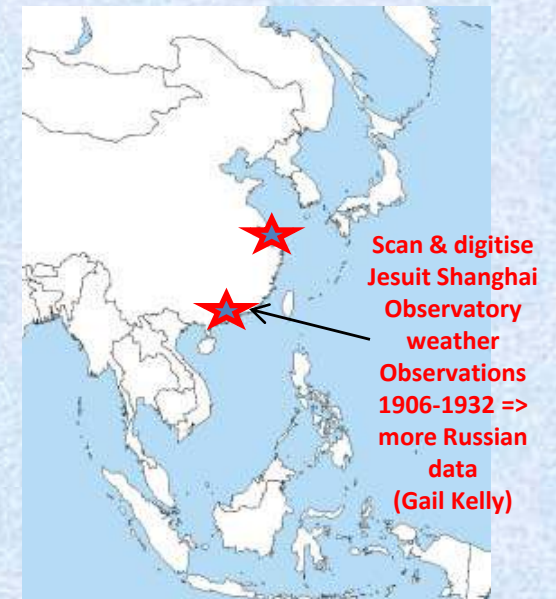 Scan & digitise
Jesuit Shanghai
Observatory
weather
Observations
1906-1932 =>
more Russian
data
(Gail Kelly)